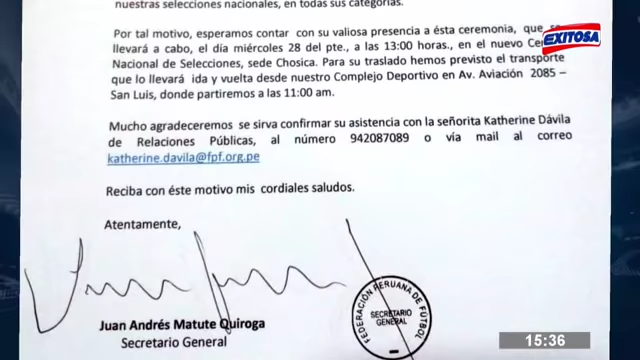 nuestras selecciones nacionales, en todas sus categorías.
Por tal motivo, esperamos contar con su valiosa presencia a ésta ceremonia, que se
llevará a cabo, el día miércoles 28 del pte., a las 13:00 horas., en el nuevo
Nacional de Selecciones, sede Chosica. Para su traslado hemos previsto el transporte
que lo llevará ida y vuelta desde nuestro Complejo Deportivo en Av. Aviación 2085 –
San Luis, donde partiremos a las 11:00 am.
Mucho agradeceremos se sirva confirmar su asistencia con la señorita Katherine Dávila
de Relaciones Públicas, al número 942087089 o vía mail al correo
katherine.davila@fpf.org.pe
Reciba con éste motivo mis cordiales saludos.
Atentamente,
Juan Andrés Matute Quiroga
Secretario General
FEDERACIÓN PERUANA DE FUTBOL
SECRETARIO
GENERAL
EXITOSA
15:36